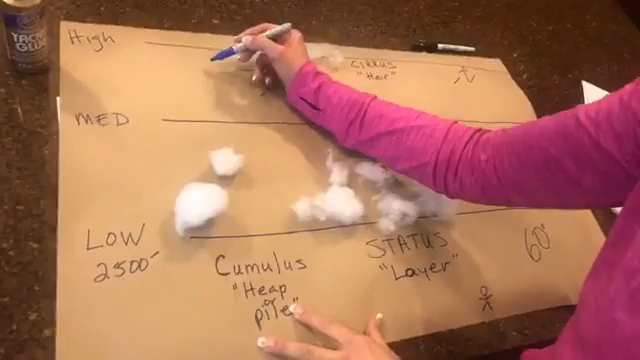 TACKY
GLUE
High
CIRRUS
"Hair"
MED
LOW
2500'
Cumulus
"Heap
or
pile"
STATUS
"Layer"
60°